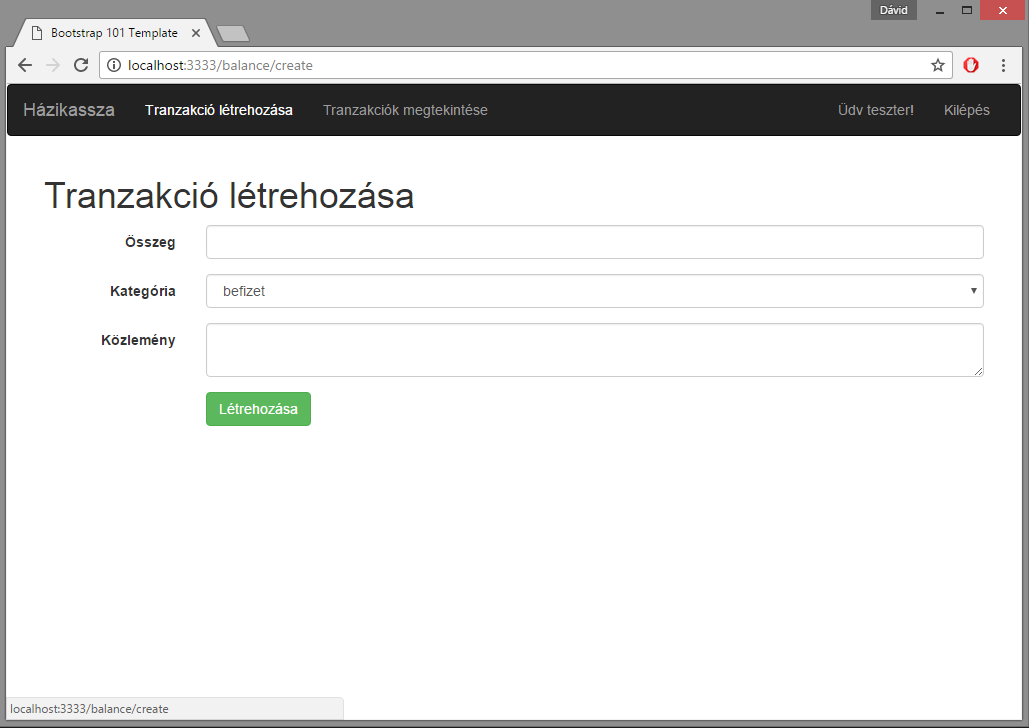 Dávid
Bootstrap 101 Template
localhost:3333/balance/create
Házikassza Tranzakció létrehozása Tranzakciók megtekintése Üdv teszter! Kilépés
Tranzakció létrehozása
Összeg
Kategória befizet
Közlemény
Létrehozása
localhost:3333/balance/create